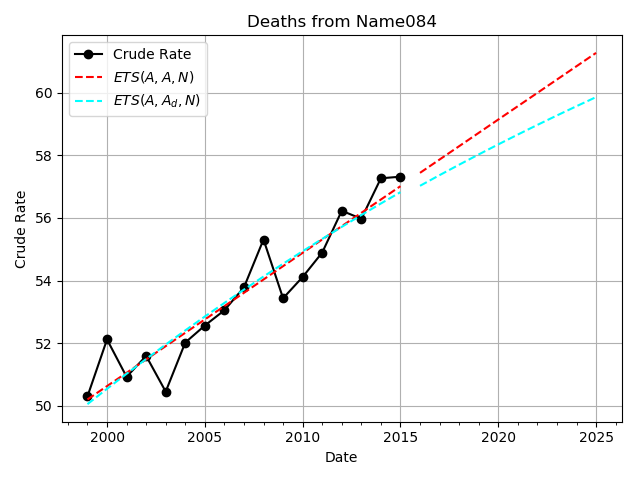 Deaths from Name084
Crude Rate
ETS(A, A, N)
ETS(A, A_d, N)
60
58
56
54
52
50
Crude Rate
2000 2005 2010 2015 2020 2025
Date